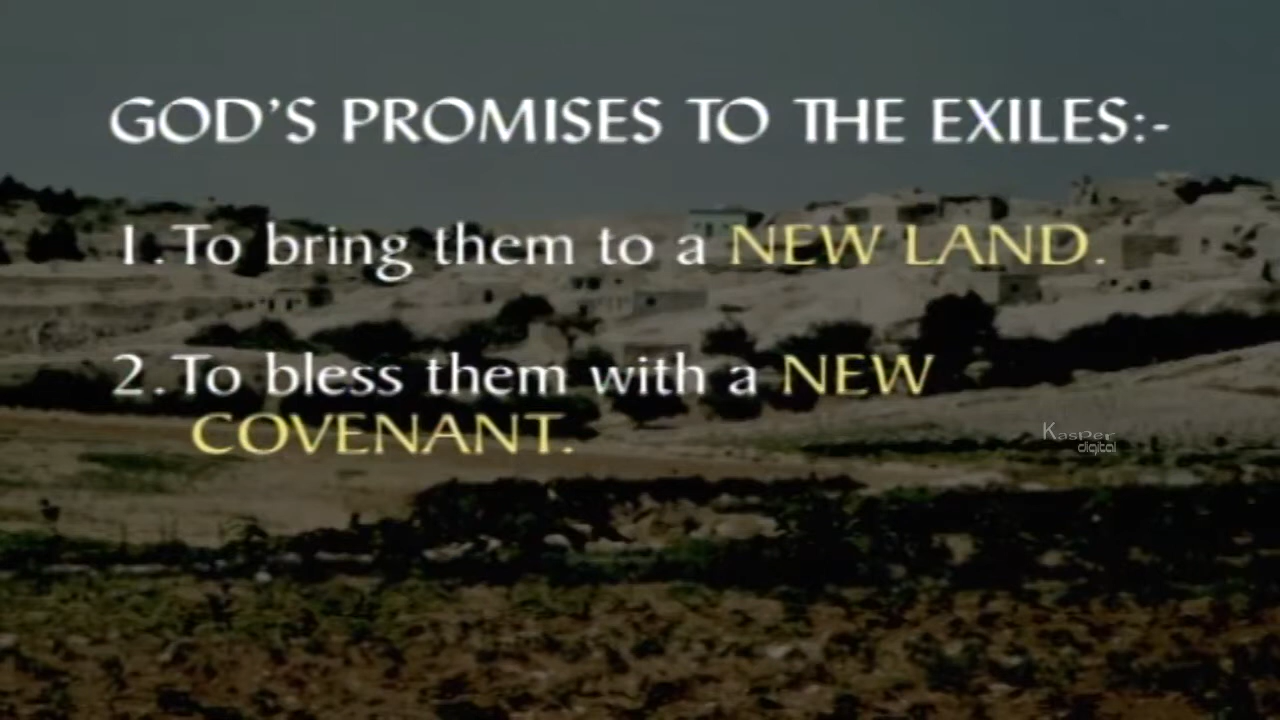 GOD'S PROMISES TO THE EXILES:-
1.To bring them to a NEW LAND.
2.To bless them with a NEW
COVENANT.
Kasper
digital